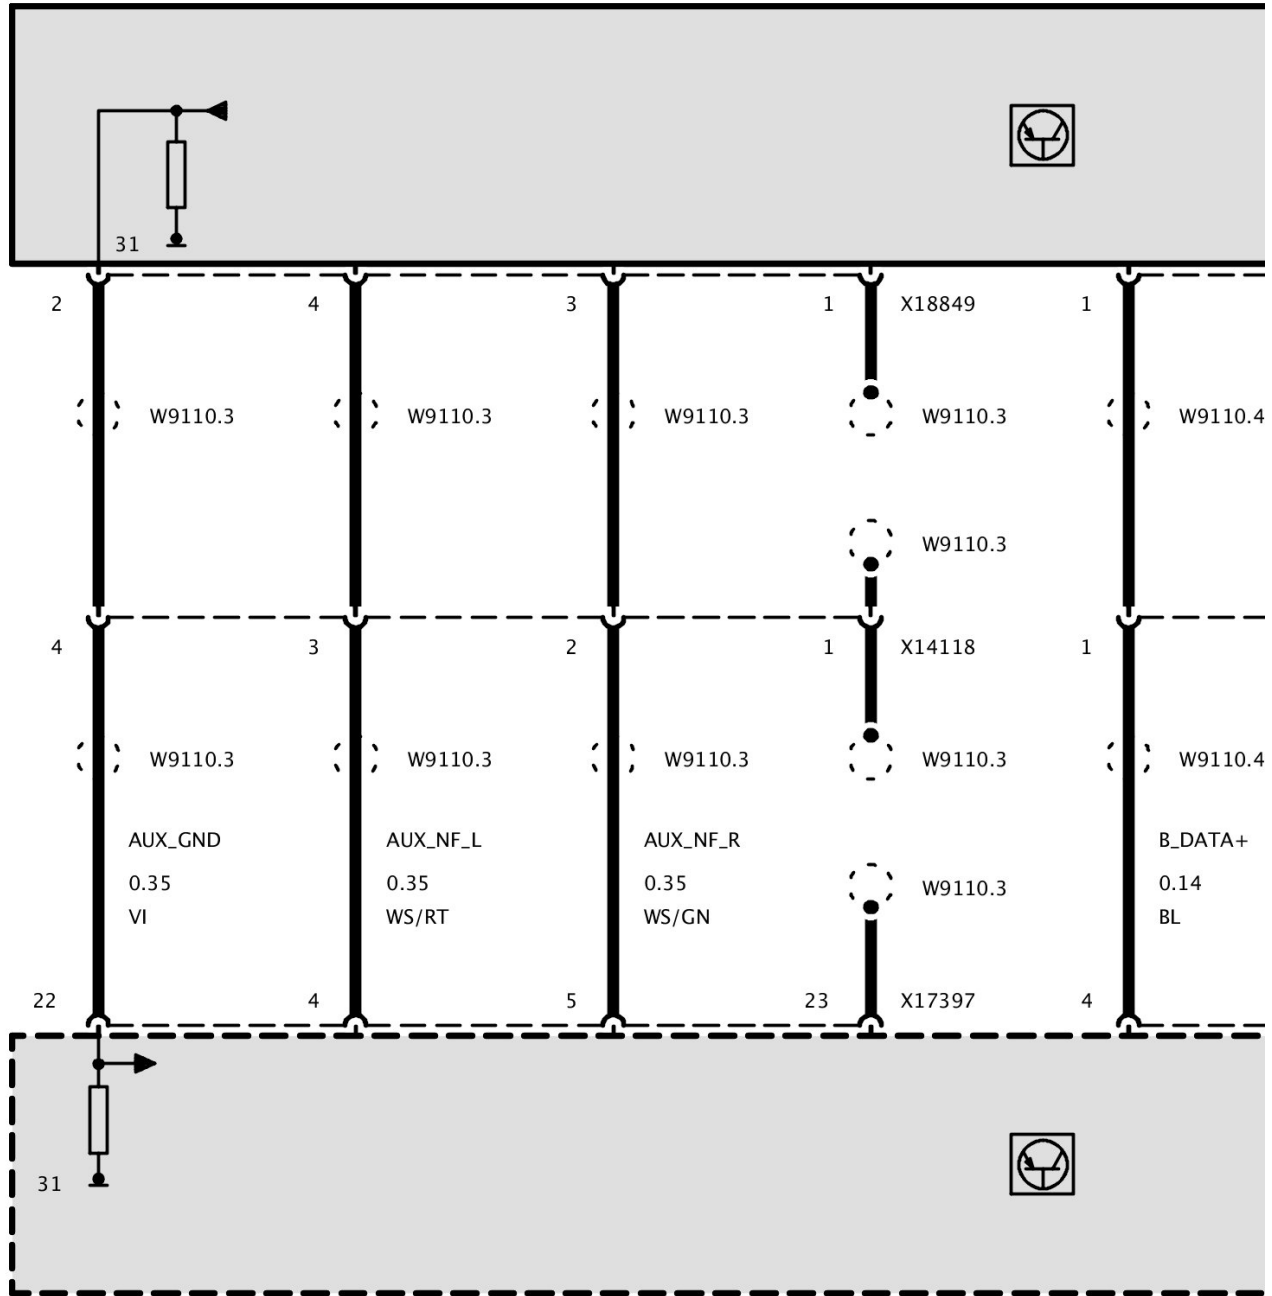 31
2
4
3
1
X18849
1
W9110.3
W9110.3
W9110.3
W9110.3
W9110.4
W9110.3
4
3
2
1
X14118
1
W9110.3
W9110.3
W9110.3
W9110.3
W9110.4
AUX_GND
0.35
VI
AUX_NF_L
0.35
WS/RT
AUX_NF_R
0.35
WS/GN
W9110.3
B_DATA+
0.14
BL
22
4
5
23
X17397
4
31